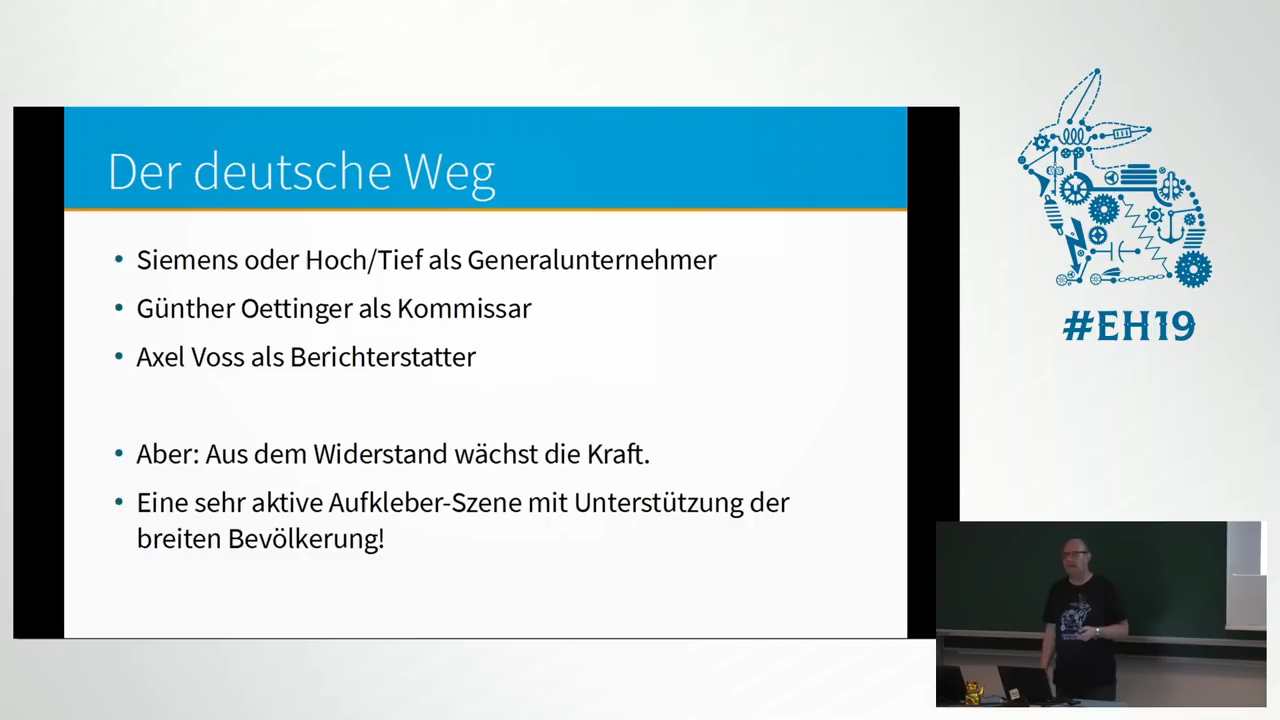 Der deutsche Weg
• Siemens oder Hoch/Tief als Generalunternehmer
• Günther Oettinger als Kommissar
• Axel Voss als Berichterstatter
• Aber: Aus dem Widerstand wächst die Kraft.
• Eine sehr aktive Aufkleber-Szene mit Unterstützung der
breiten Bevölkerung!
#EH19